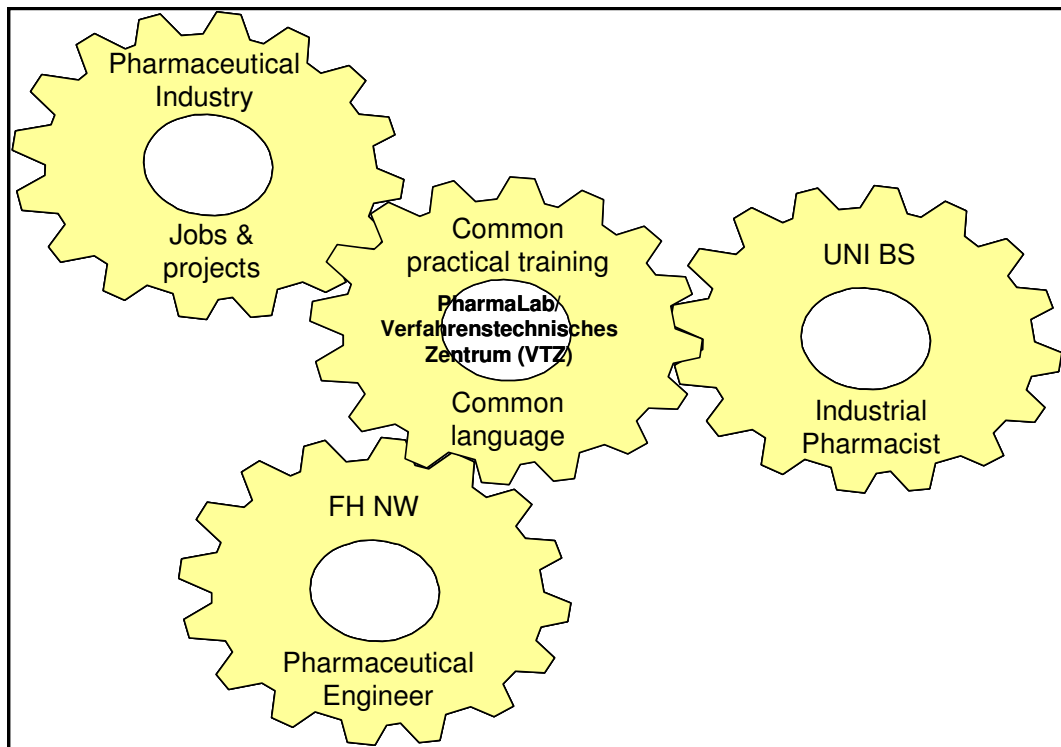 Pharmaceutical
Industry
Jobs &
projects
Common
practical training
PharmaLab/
Verfahrenstechnisches
Zentrum (VTZ)
Common
language
UNI BS
Industrial
Pharmacist
FH NW
Pharmaceutical
Engineer